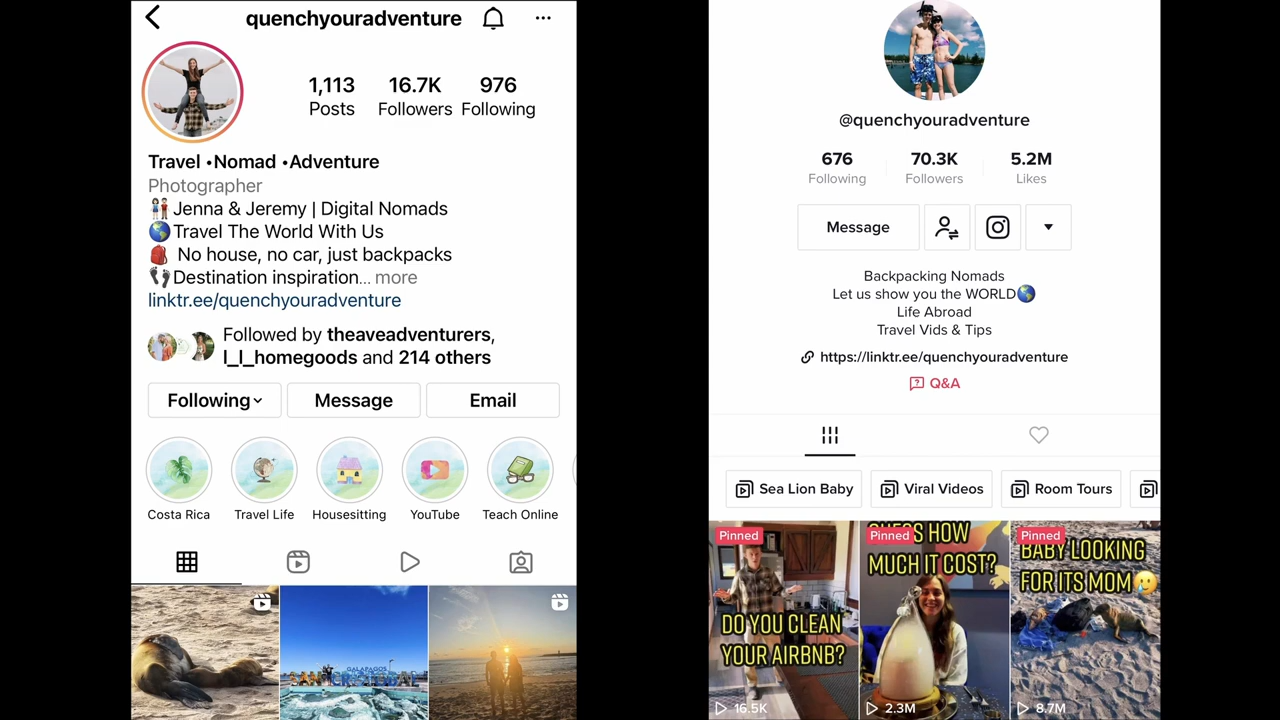 quenchyouradventure
1,113 16.7K 976
Posts Followers Following
Travel •Nomad •Adventure
Photographer
Jenna & Jeremy | Digital Nomads
Travel The World With Us
No house, no car, just backpacks
Destination inspiration... more
linktr.ee/quenchyouradventure
Followed by theaveadventurers,
l_l_homegoods and 214 others
Following Message Email
Costa Rica Travel Life Housesitting YouTube Teach Online
GALAPAGOS
SAN CRISTOBAL
@quenchyouradventure
676 70.3K 5.2M
Following Followers Likes
Message
Backpacking Nomads
Let us show you the WORLD🌎
Life Abroad
Travel Vids & Tips
https://linktr.ee/quenchyouradventure
Q&A
Sea Lion Baby Viral Videos Room Tours
Pinned
DO YOU CLEAN
YOUR AIRBNB?
16.5K
Pinned
GUESS HOW
MUCH IT COST?
2.3M
Pinned
BABY LOOKING
FOR ITS MOM🥲
8.7M